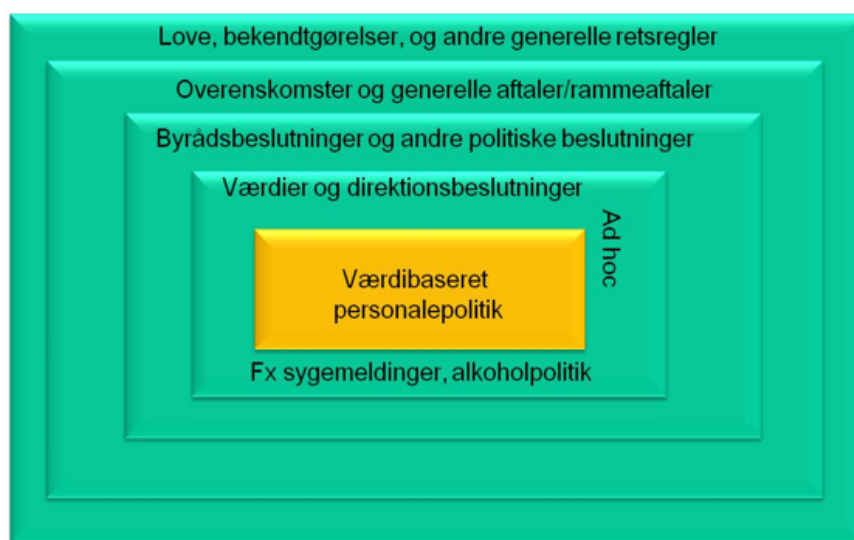 Love, bekendtgørelser, og andre generelle retsregler
Overenskomster og generelle aftaler/rammeaftaler
Byrådsbeslutninger og andre politiske beslutninger
Værdier og direktionsbeslutninger
Ad hoc
Værdibaseret
personalepolitik
Fx sygemeldinger, alkoholpolitik